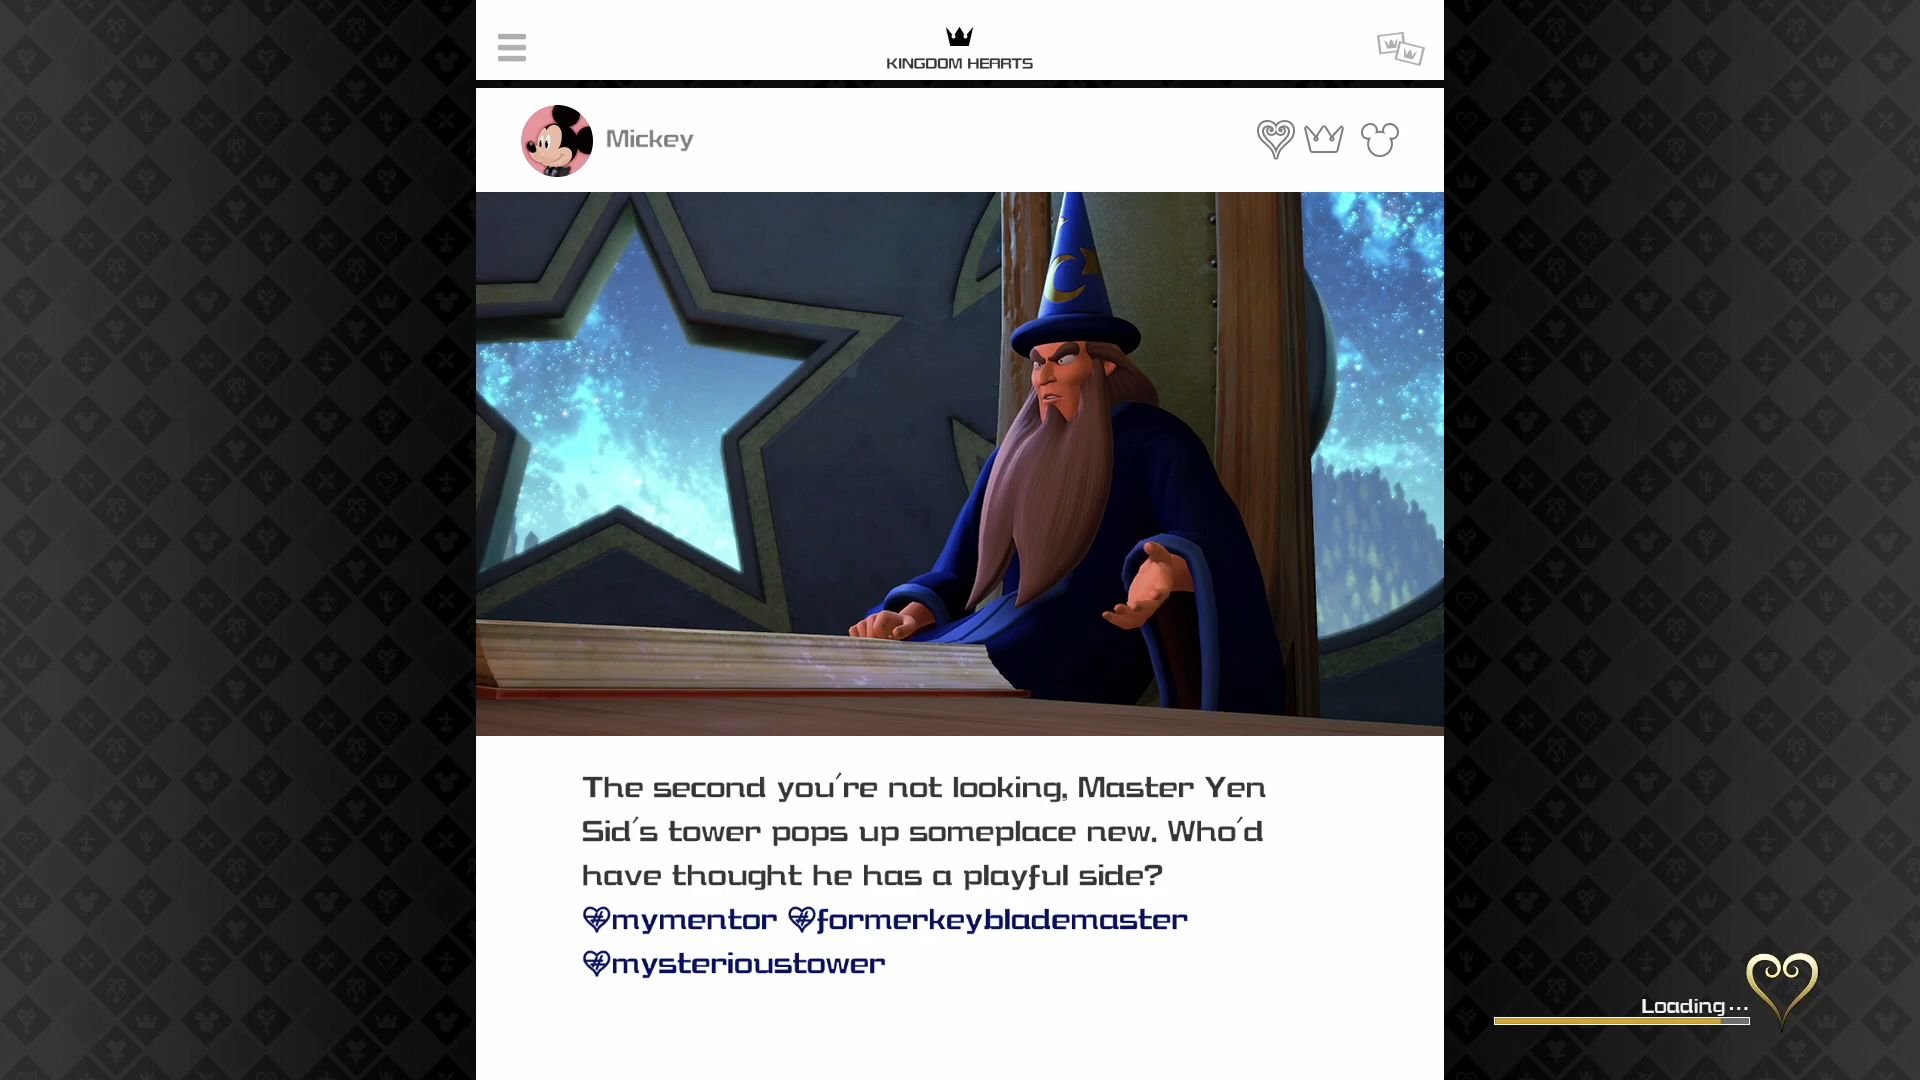 KINGDOM HEARTS
Mickey
The second you're not looking, Master Yen
Sid's tower pops up someplace new. Who'd
have thought he has a playful side?
#mymentor #formerkeyblademaster
#mysterioustower
Loading...